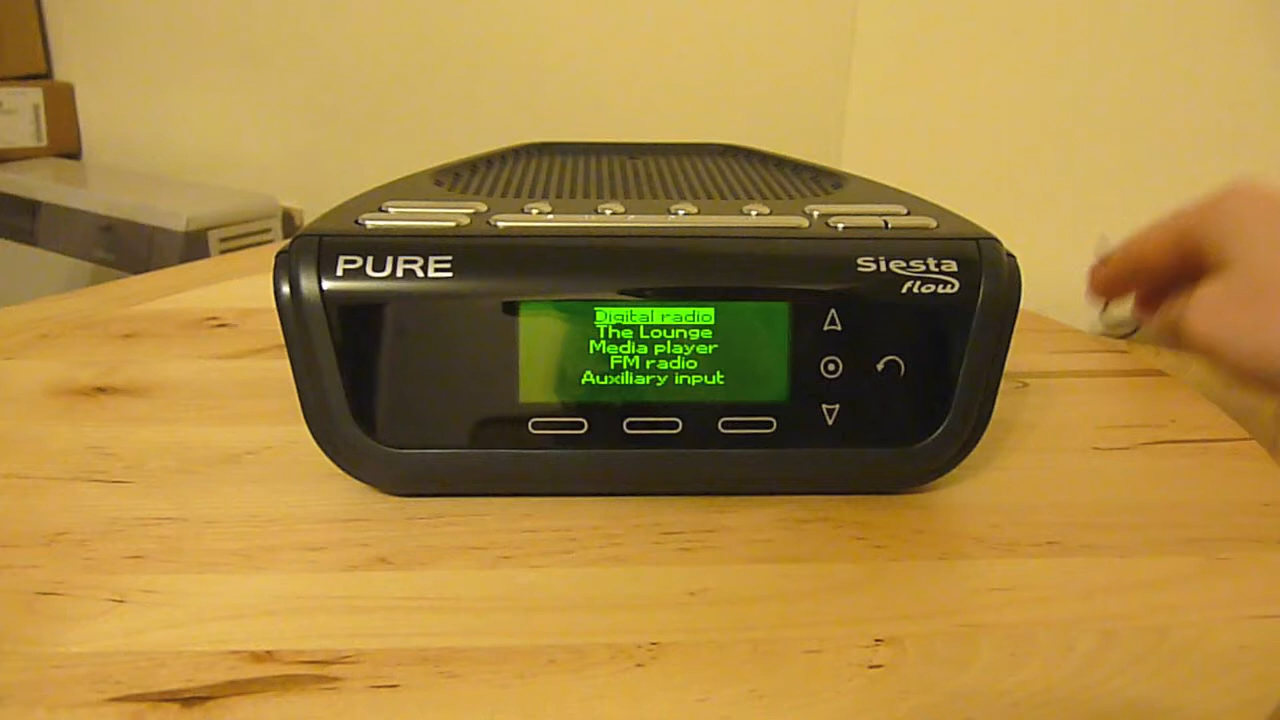 PURE
Siesta
flow
Digital radio
The Lounge
Media player
FM radio
Auxiliary input